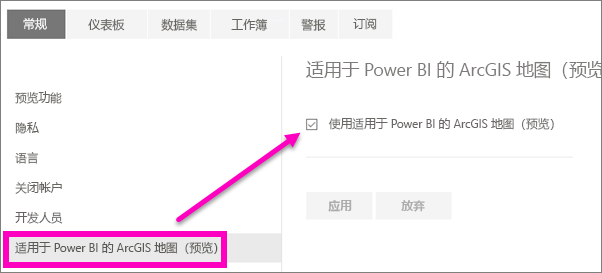 常规 仪表板 数据集 工作簿 警报 订阅
适用于 Power BI 的 ArcGIS 地图（预览
预览功能
使用适用于 Power BI 的 ArcGIS 地图（预览）
隐私
语言
关闭帐户
应用 放弃
开发人员
适用于 Power BI 的 ArcGIS 地图（预览）